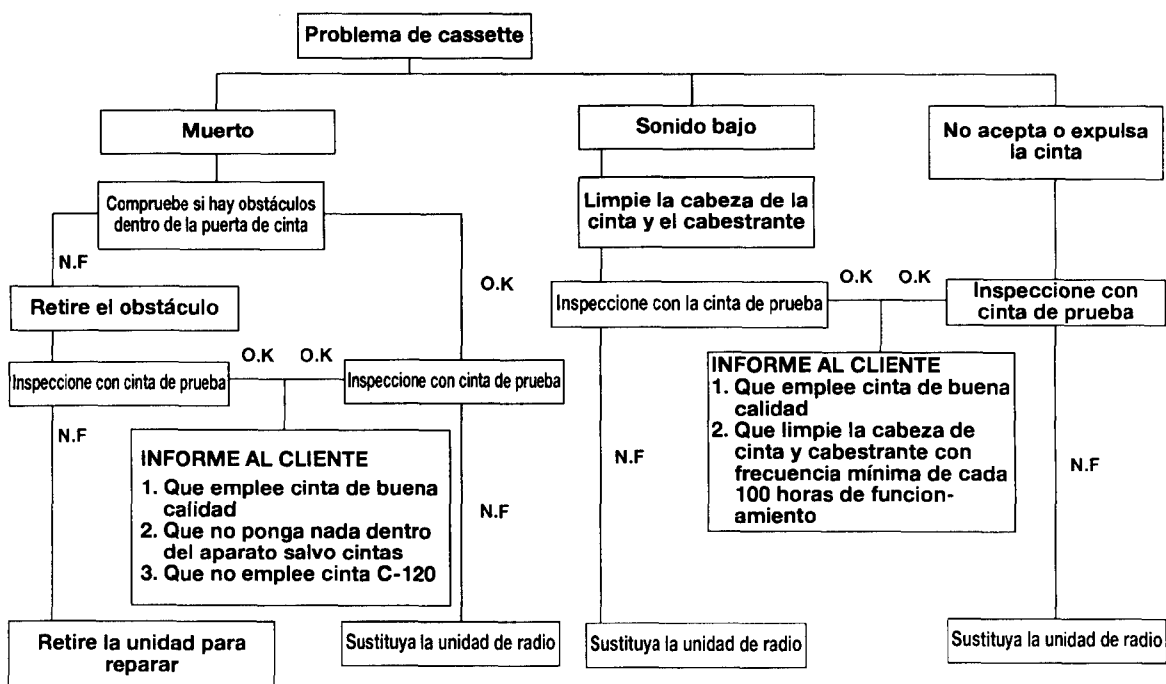 Problema de cassette
Muerto
Sonido bajo
No acepta o expulsa
la cinta
Compruebe si hay obstáculos
dentro de la puerta de cinta
Limpie la cabeza de la
cinta y el cabestrante
N.F
O.K
Retire el obstáculo
Inspeccione con la cinta de prueba
O.K
O.K
Inspeccione con
cinta de prueba
Inspeccione con cinta de prueba
O.K
O.K
Inspeccione con cinta de prueba
INFORME AL CLIENTE
1. Que emplee cinta de buena
calidad
2. Que limpie la cabeza de
cinta y cabestrante con
frecuencia mínima de cada
100 horas de funcion-
amiento
N.F
INFORME AL CLIENTE
1. Que emplee cinta de buena
calidad
2. Que no ponga nada dentro
del aparato salvo cintas
3. Que no emplee cinta C-120
N.F
N.F
N.F
Retire la unidad para
reparar
Sustituya la unidad de radio
Sustituya la unidad de radio
Sustituya la unidad de radio